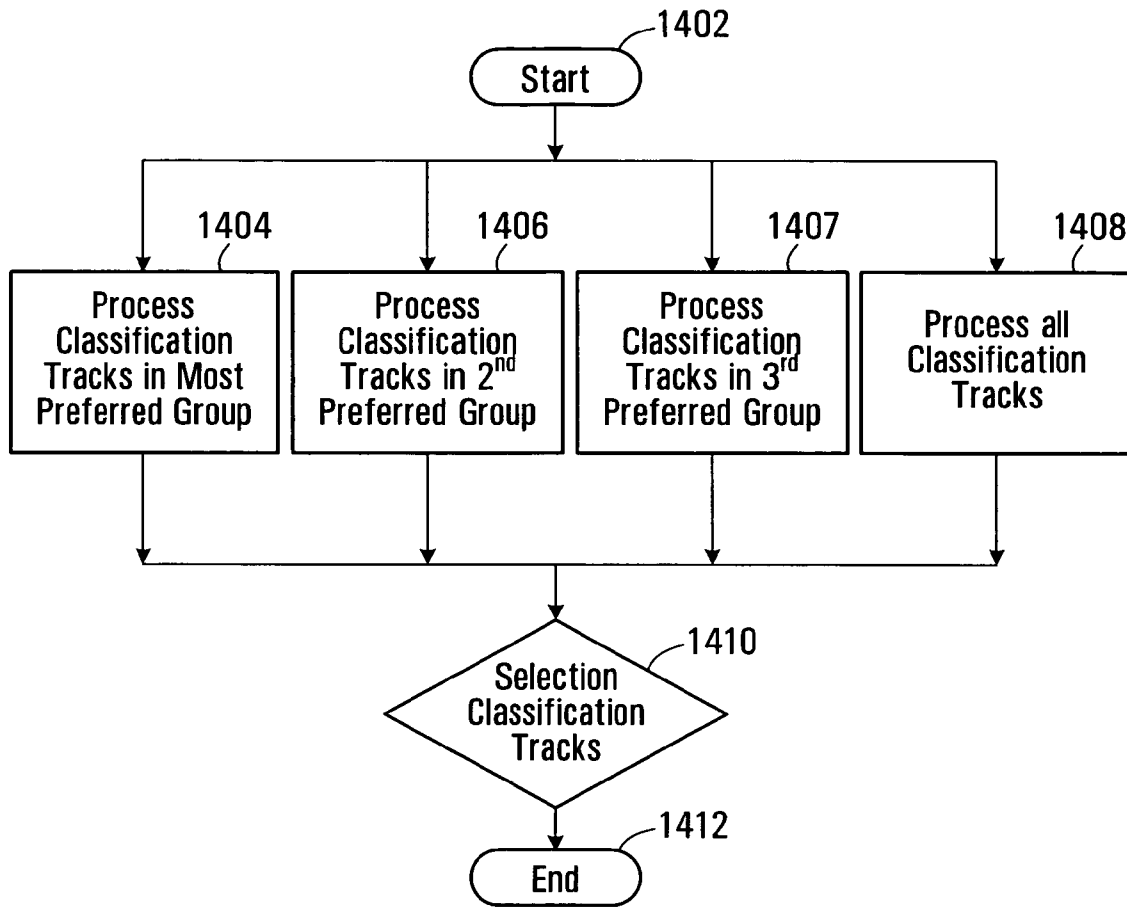 1402
Start
1404
1406
1407
1408
Process
Classification
Tracks in Most
Preferred Group
Process
Classification
Tracks in 2nd
Preferred Group
Process
Classification
Tracks in 3rd
Preferred Group
Process all
Classification
Tracks
1410
Selection
Classification
Tracks
1412
End